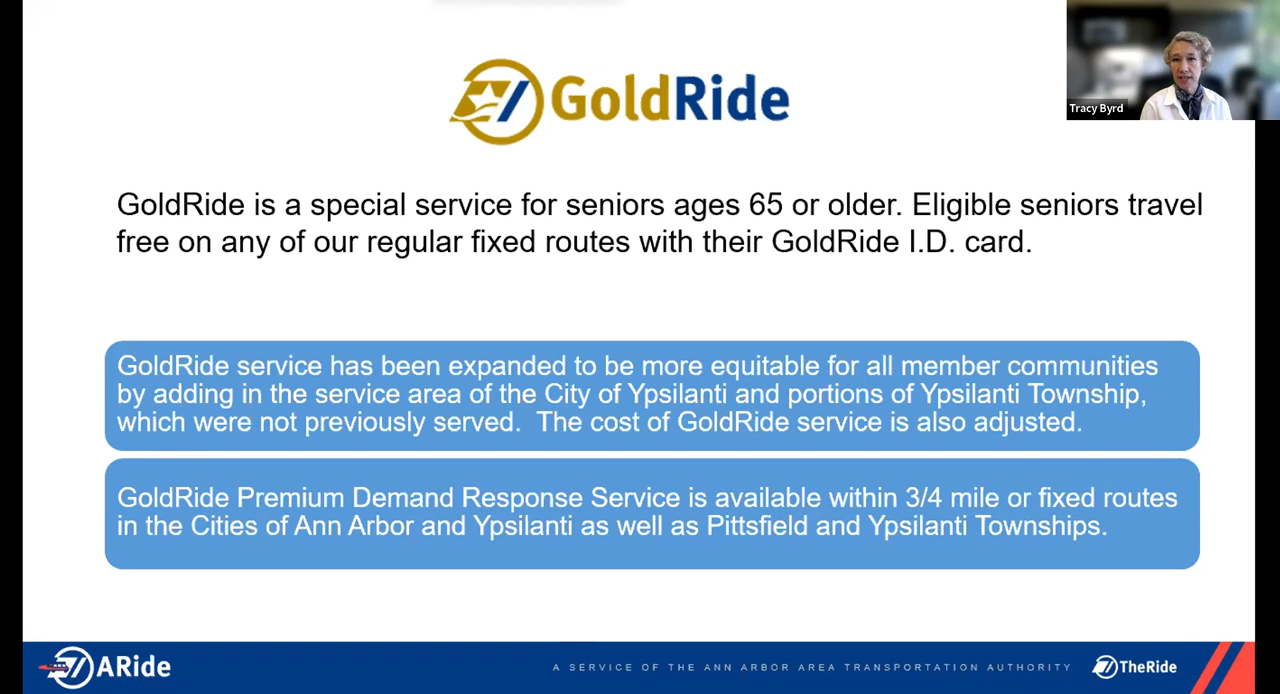 GoldRide
Tracy Byrd
GoldRide is a special service for seniors ages 65 or older. Eligible seniors travel
free on any of our regular fixed routes with their GoldRide I.D. card.
GoldRide service has been expanded to be more equitable for all member communities
by adding in the service area of the City of Ypsilanti and portions of Ypsilanti Township,
which were not previously served.  The cost of GoldRide service is also adjusted.
GoldRide Premium Demand Response Service is available within 3/4 mile or fixed routes
in the Cities of Ann Arbor and Ypsilanti as well as Pittsfield and Ypsilanti Townships.
ARide
A SERVICE OF THE ANN ARBOR AREA TRANSPORTATION AUTHORITY
TheRide